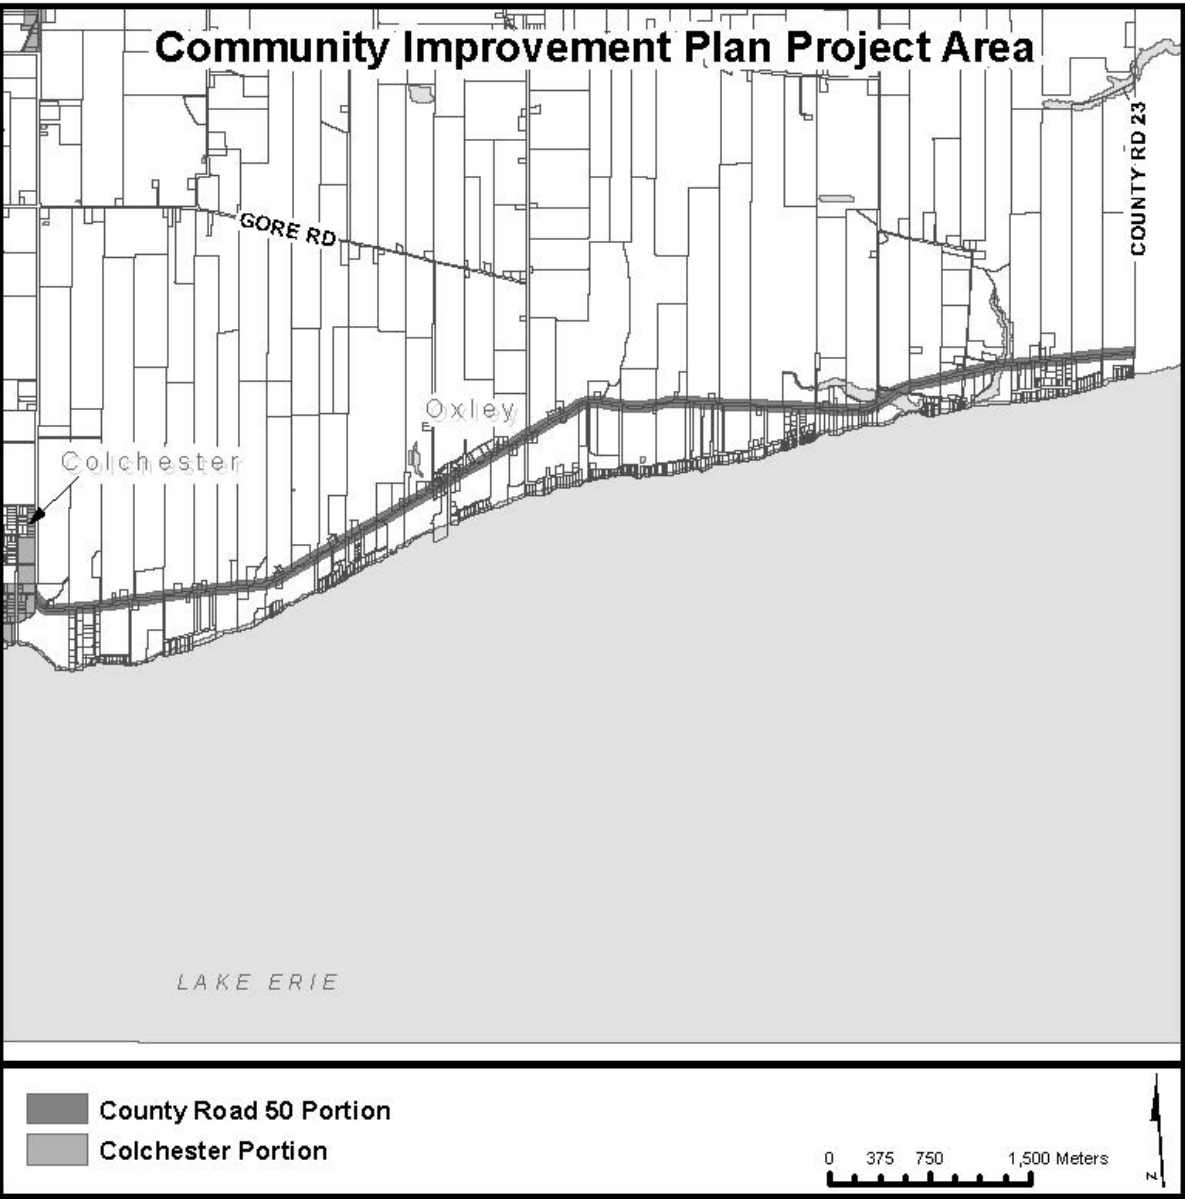 Community Improvement Plan Project Area
COUNTY RD 23
GORE RD
Oxley
Colchester
LAKE ERIE
County Road 50 Portion
Colchester Portion
0 375 750 1,500 Meters
N